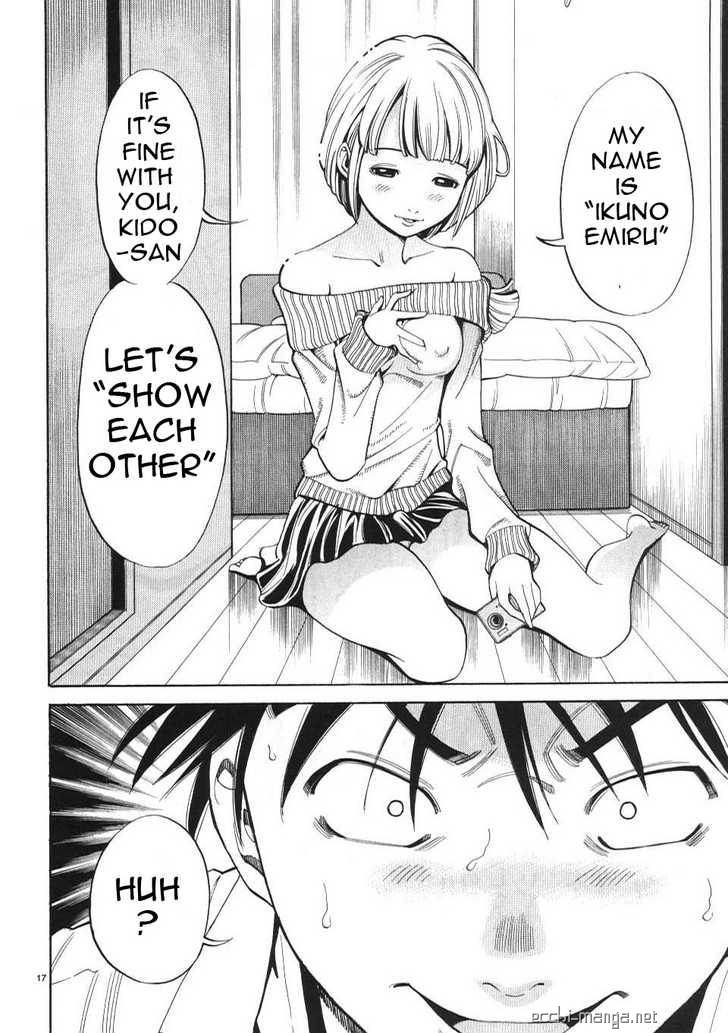 MY
NAME
IS
"IKUNO
EMIRU"
IF
IT'S
FINE
WITH
YOU,
KIDO
-SAN
LET'S
"SHOW
EACH
OTHER"
HUH
?
17
ecchi-manga.net